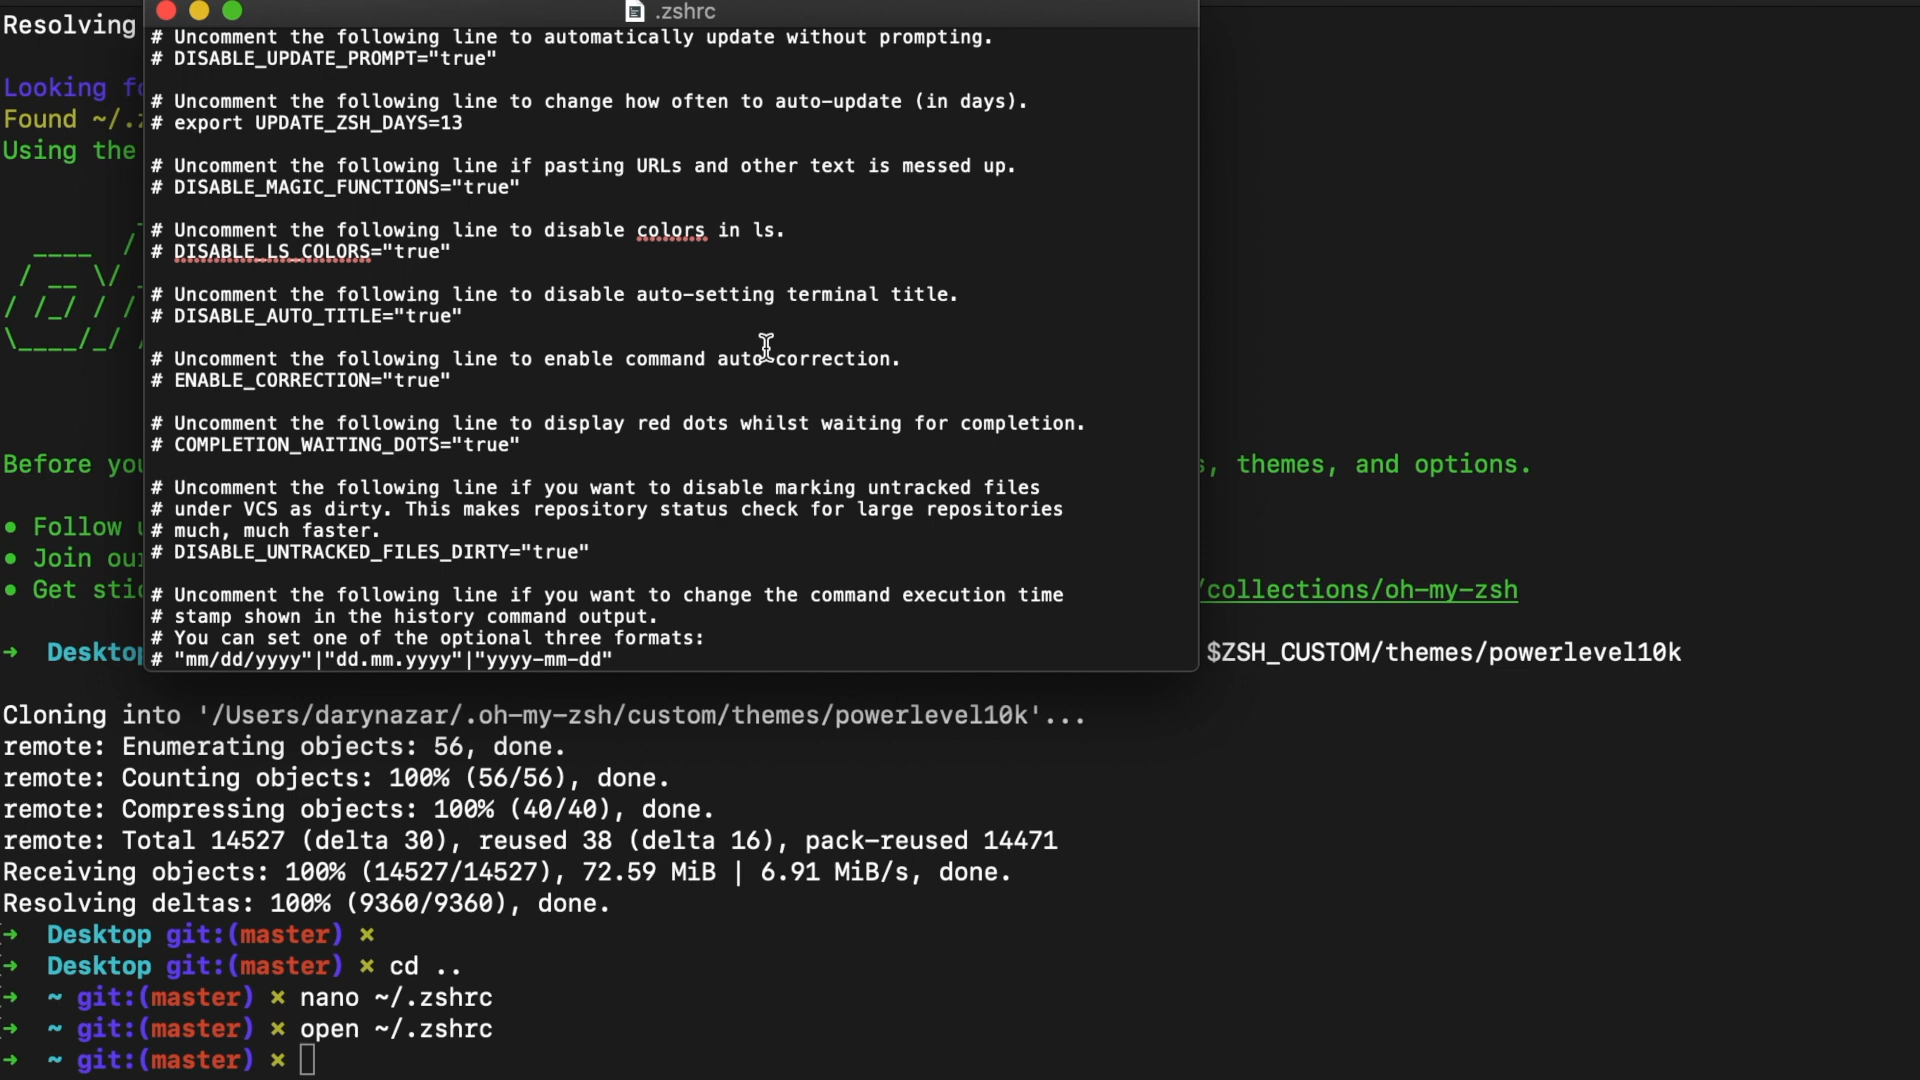 Resolving
.zshrc
# Uncomment the following line to automatically update without prompting.
# DISABLE_UPDATE_PROMPT="true"
Looking
# Uncomment the following line to change how often to auto-update (in days).
Found ~/.z
# export UPDATE_ZSH_DAYS=13
Using the
# Uncomment the following line if pasting URLs and other text is messed up.
# DISABLE_MAGIC_FUNCTIONS="true"
# Uncomment the following line to disable colors in ls.
# DISABLE_LS_COLORS="true"
# Uncomment the following line to disable auto-setting terminal title.
# DISABLE_AUTO_TITLE="true"
# Uncomment the following line to enable command auto-correction.
# ENABLE_CORRECTION="true"
# Uncomment the following line to display red dots whilst waiting for completion.
# COMPLETION_WAITING_DOTS="true"
Before you
, themes, and options.
# Uncomment the following line if you want to disable marking untracked files
# under VCS as dirty. This makes repository status check for large repositories
• Follow
# much, much faster.
# DISABLE_UNTRACKED_FILES_DIRTY="true"
• Join our
• Get stic
/collections/oh-my-zsh
# Uncomment the following line if you want to change the command execution time
# stamp shown in the history command output.
# You can set one of the optional three formats:
# "mm/dd/yyyy"|"dd.mm.yyyy"|"yyyy-mm-dd"
➜ Desktop
$ZSH_CUSTOM/themes/powerlevel10k
Cloning into '/Users/darynazar/.oh-my-zsh/custom/themes/powerlevel10k'...
remote: Enumerating objects: 56, done.
remote: Counting objects: 100% (56/56), done.
remote: Compressing objects: 100% (40/40), done.
remote: Total 14527 (delta 30), reused 38 (delta 16), pack-reused 14471
Receiving objects: 100% (14527/14527), 72.59 MiB | 6.91 MiB/s, done.
Resolving deltas: 100% (9360/9360), done.
➜ Desktop git:(master) ×
➜ Desktop git:(master) × cd ..
➜ ~ git:(master) × nano ~/.zshrc
➜ ~ git:(master) × open ~/.zshrc
➜ ~ git:(master) ×